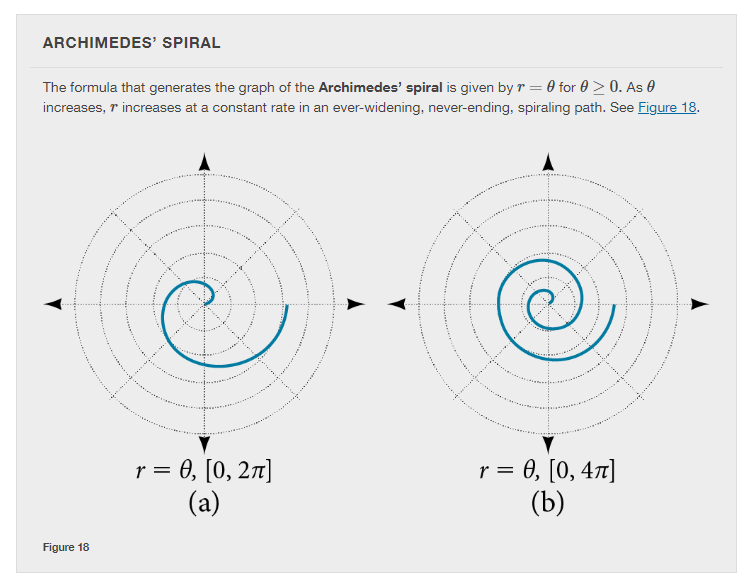 ARCHIMEDES’ SPIRAL
The formula that generates the graph of the Archimedes’ spiral is given by r = θ for θ ≥ 0. As θ
increases, r increases at a constant rate in an ever-widening, never-ending, spiraling path. See Figure 18.
r = θ, [0, 2π]
(a)
r = θ, [0, 4π]
(b)
Figure 18